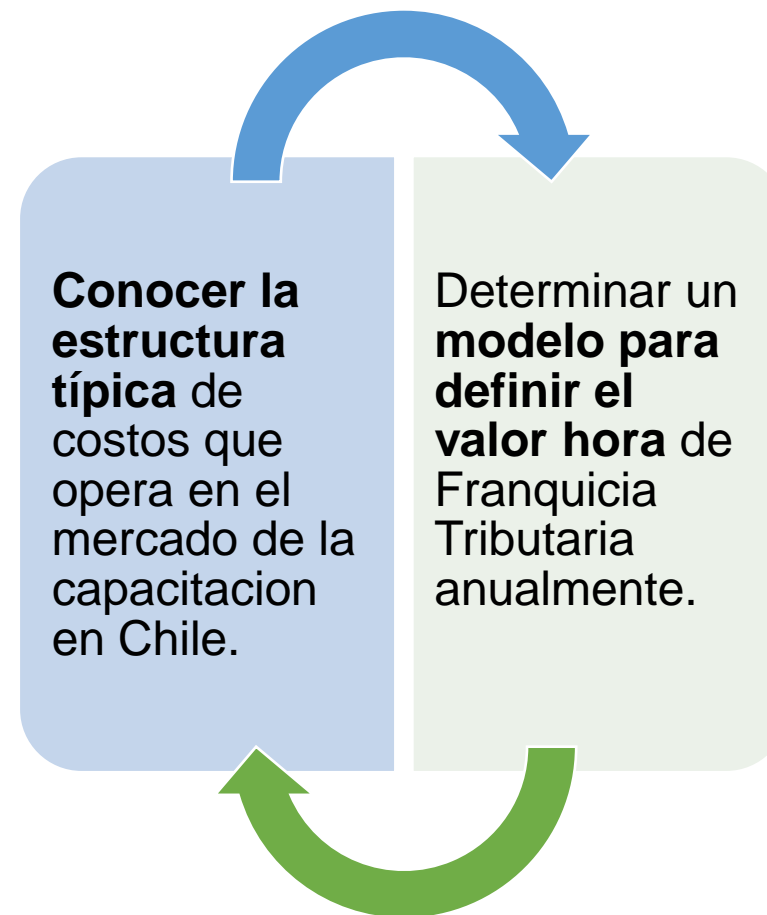 Conocer la
estructura
típica de
costos que
opera en el
mercado de la
capacitacion
en Chile.
Determinar un
modelo para
definir el
valor hora de
Franquicia
Tributaria
anualmente.